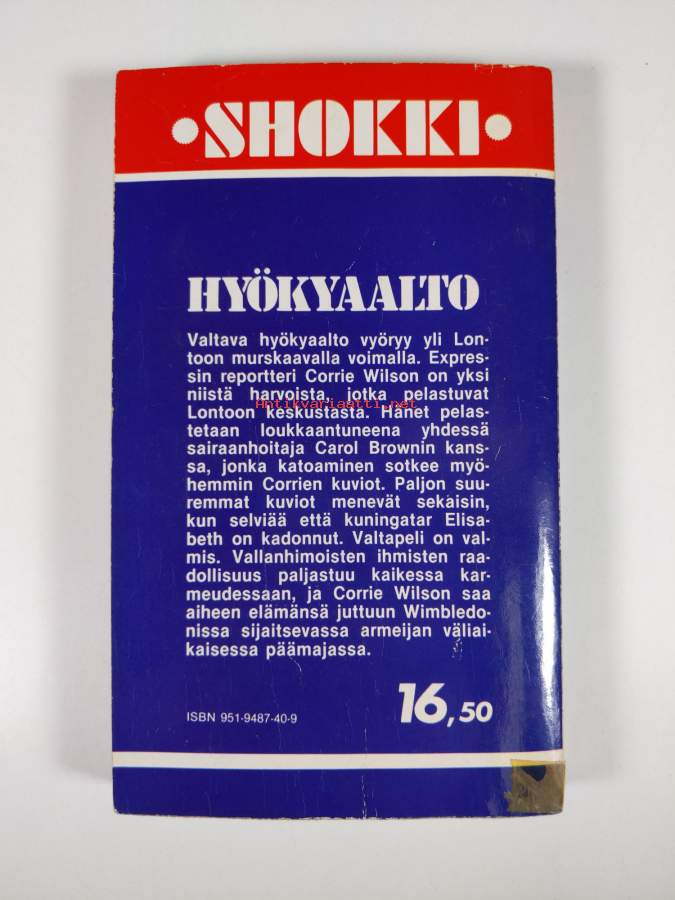 SHOKKI
HYÖKYAALTO
Valtava hyökyaalto vyöryy yli Lon-
toon murskaavalla voimalla. Expres-
sin reportteri Corrie Wilson on yksi
niistä harvoista, jotka pelastuvat
Antikvariaatti.net
Lontoon keskustasta. Hänet pelas-
tetaan loukkaantuneena yhdessä
sairaanhoitaja Carol Brownin kans-
sa, jonka katoaminen sotkee myö-
hemmin Corrien kuviot. Paljon suu-
remmat kuviot menevät sekaisin,
kun selviää että kuningatar Elisa-
beth on kadonnut. Valtapeli on val-
mis. Vallanhimoisten ihmisten raa-
dollisuus paljastuu kaikessa kar-
meudessaan, ja Corrie Wilson saa
aiheen elämänsä juttuun Wimbledo-
nissa sijaitsevassa armeijan väliai-
kaisessa päämajassa.
ISBN 951-9487-40-9
16,50